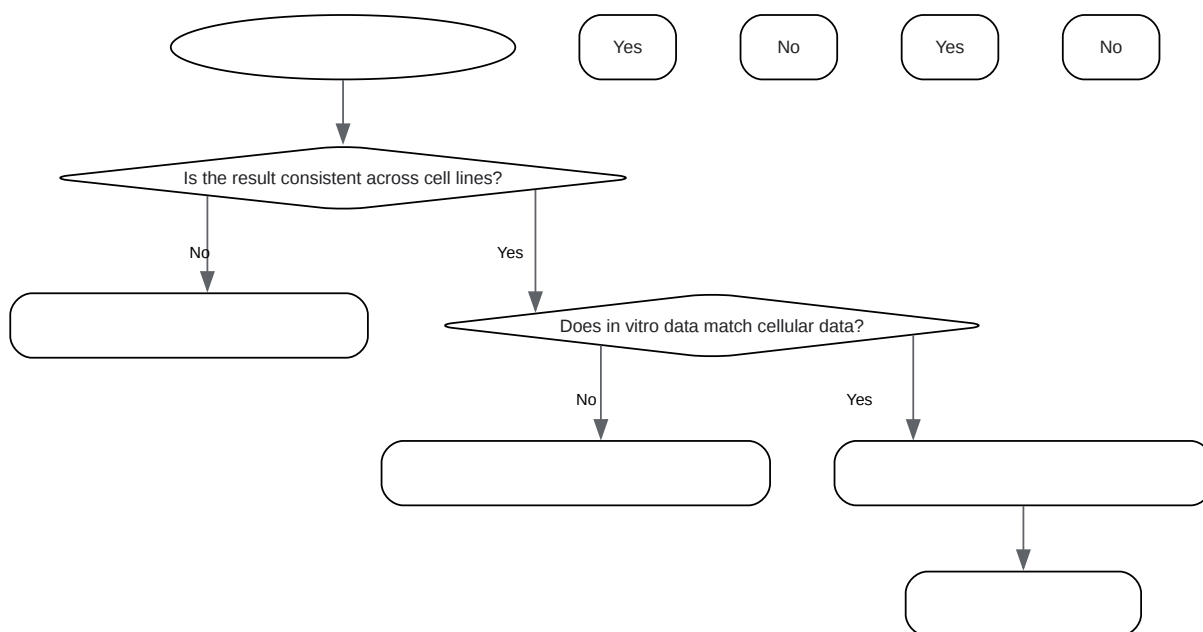 Yes
No
Yes
No
Is the result consistent across cell lines?
No
Yes
Does in vitro data match cellular data?
No
Yes